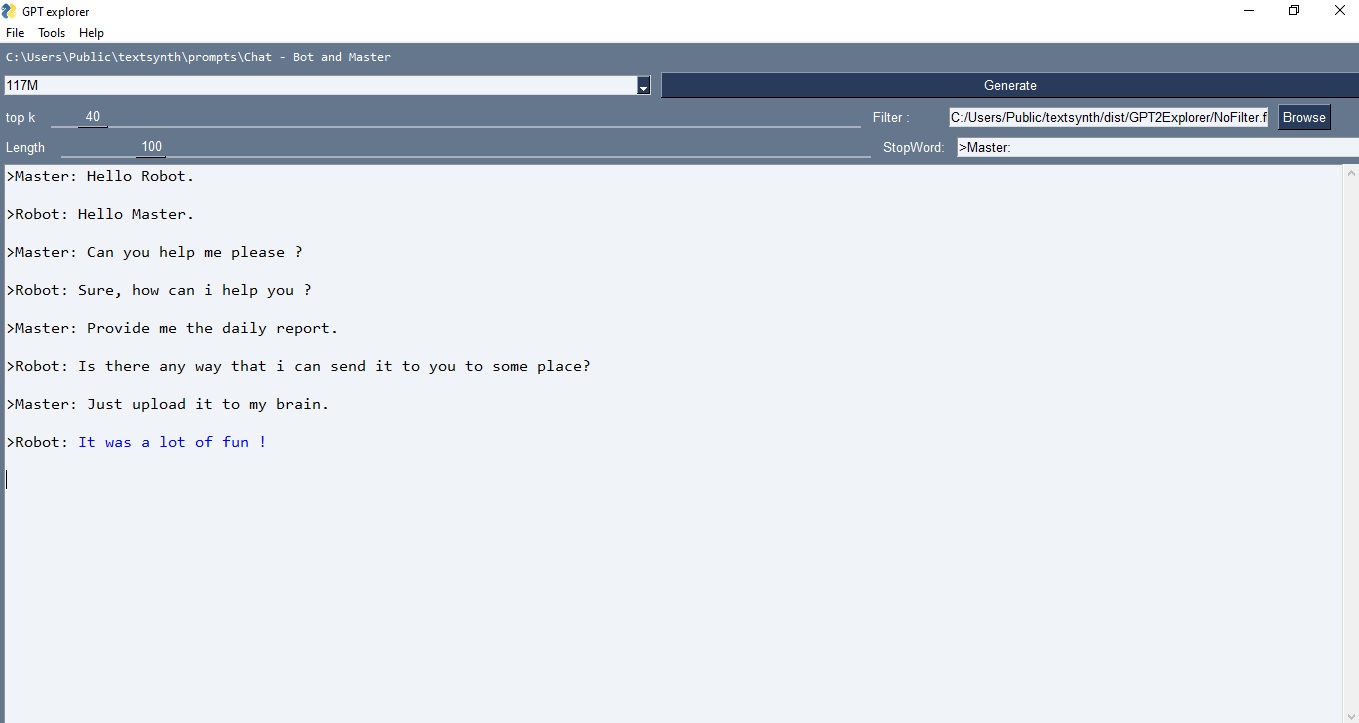 GPT explorer
File Tools Help
C:\Users\Public\textsynth\prompts\Chat - Bot and Master
117M Generate
top k 40 Filter : C:/Users/Public/textsynth/dist/GPT2Explorer/NoFilter.f Browse
Length 100 StopWord: >Master:
>Master: Hello Robot.
>Robot: Hello Master.
>Master: Can you help me please ?
>Robot: Sure, how can i help you ?
>Master: Provide me the daily report.
>Robot: Is there any way that i can send it to you to some place?
>Master: Just upload it to my brain.
>Robot: It was a lot of fun !